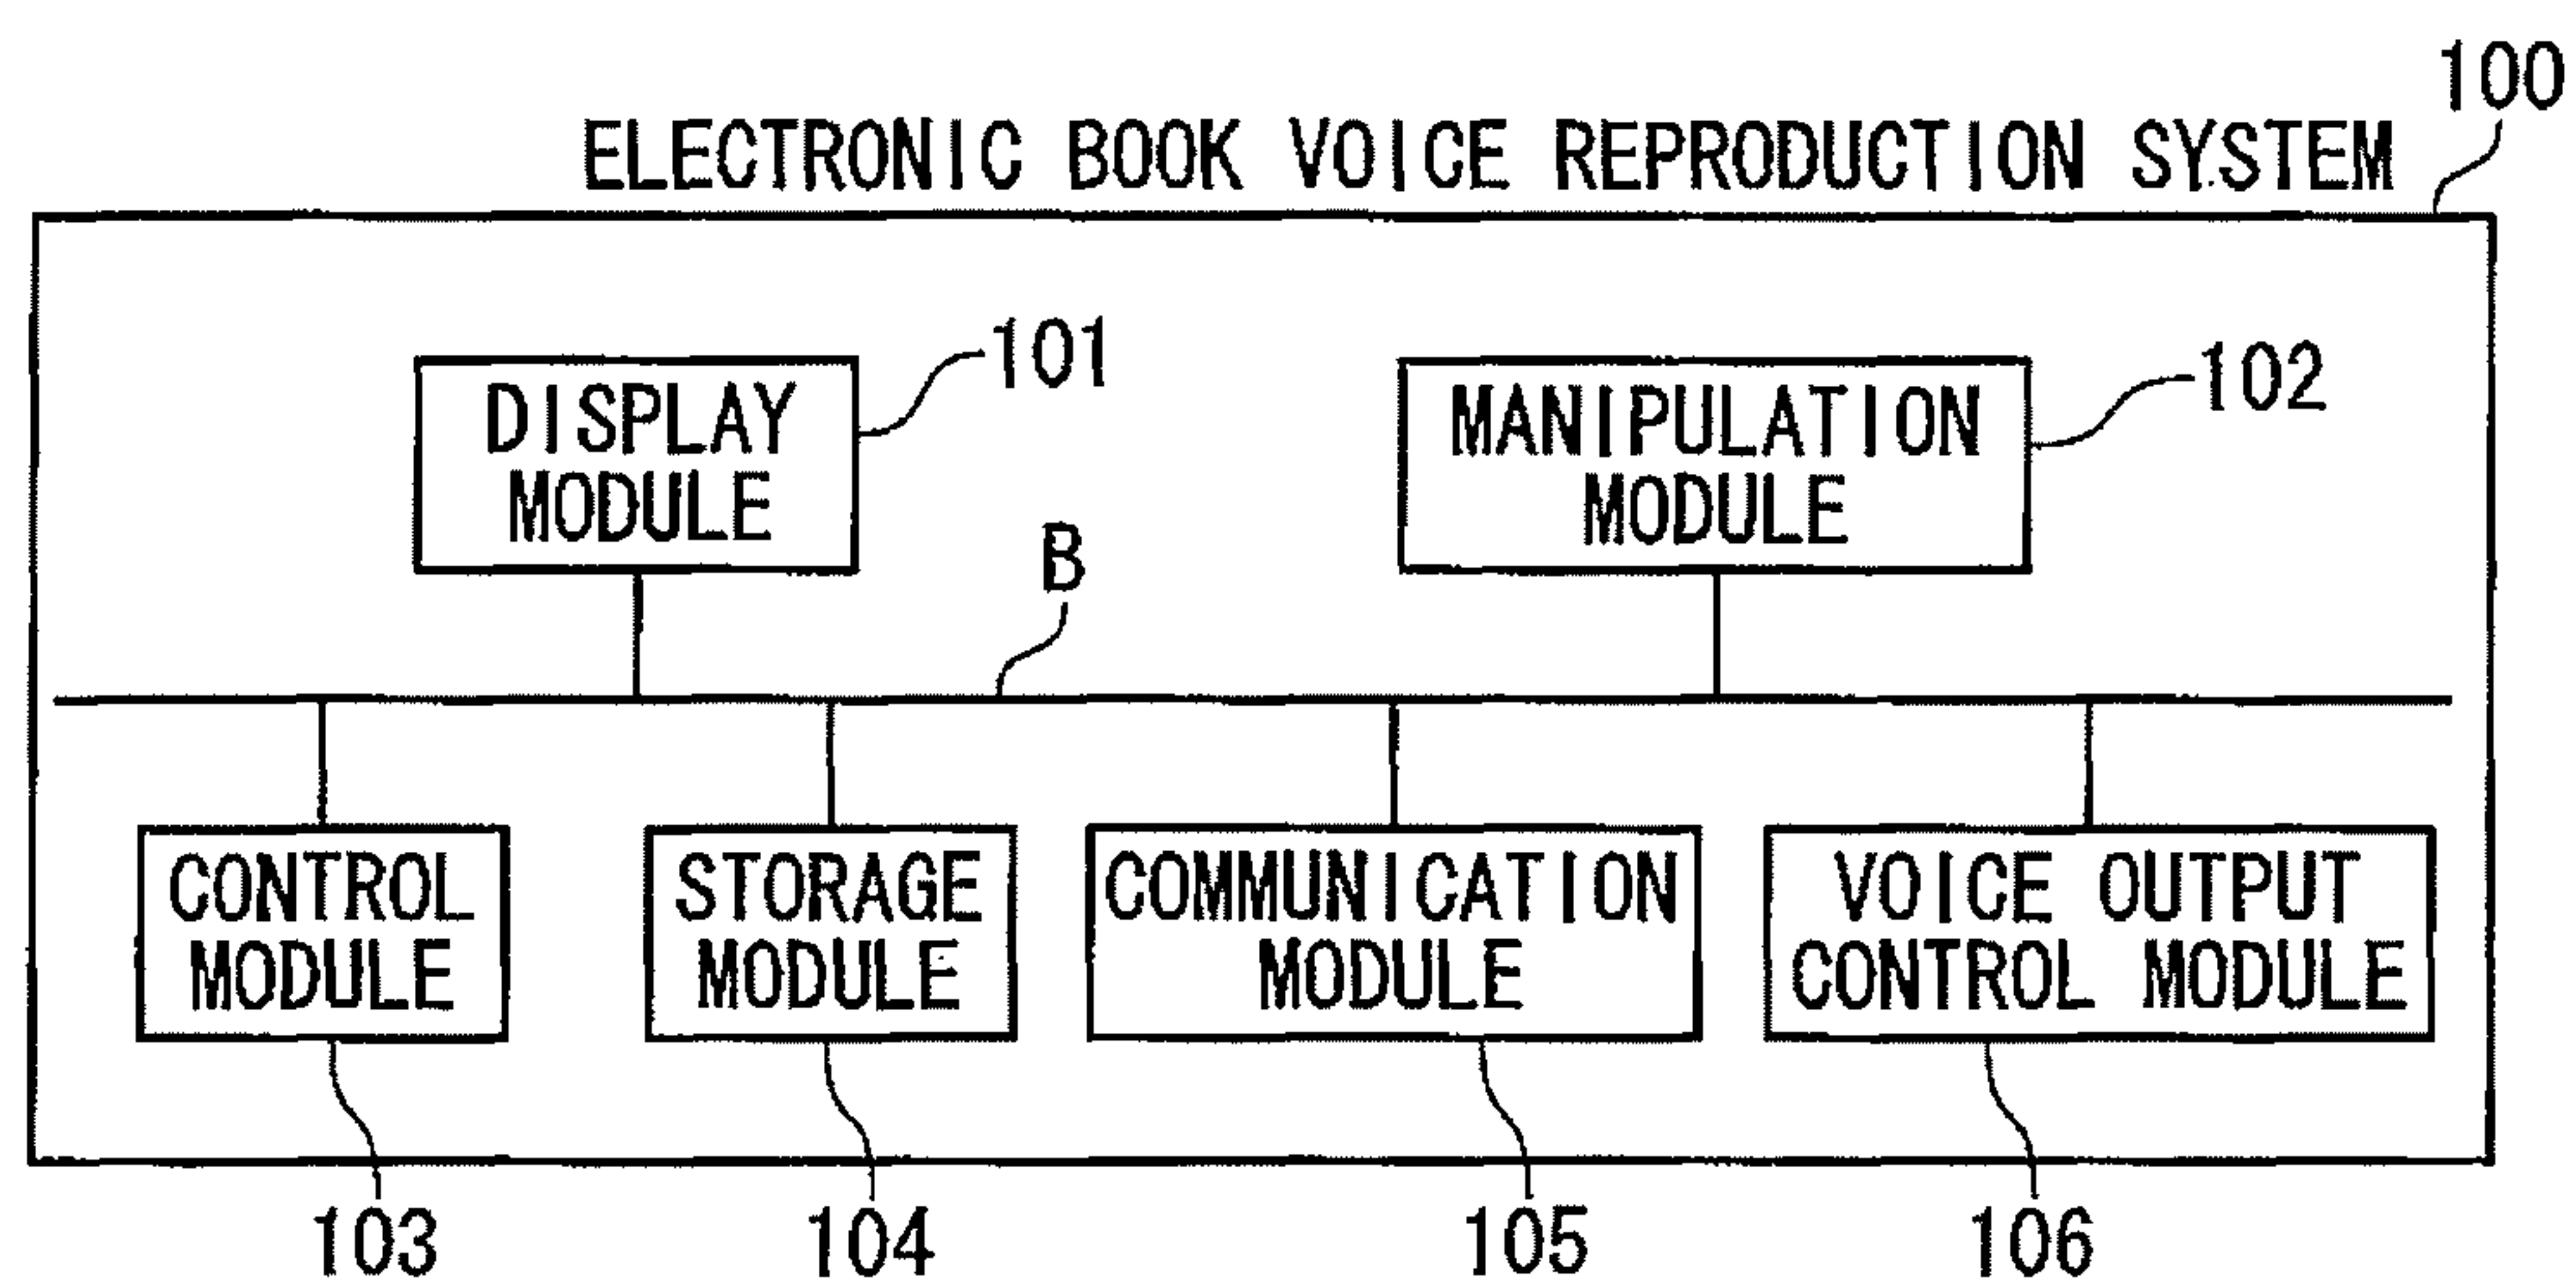 100
ELECTRONIC BOOK VOICE REPRODUCTION SYSTEM
DISPLAY
MODULE
101
MANIPULATION
MODULE
102
B
CONTROL
MODULE
STORAGE
MODULE
COMMUNICATION
MODULE
VOICE OUTPUT
CONTROL MODULE
103
104
105
106